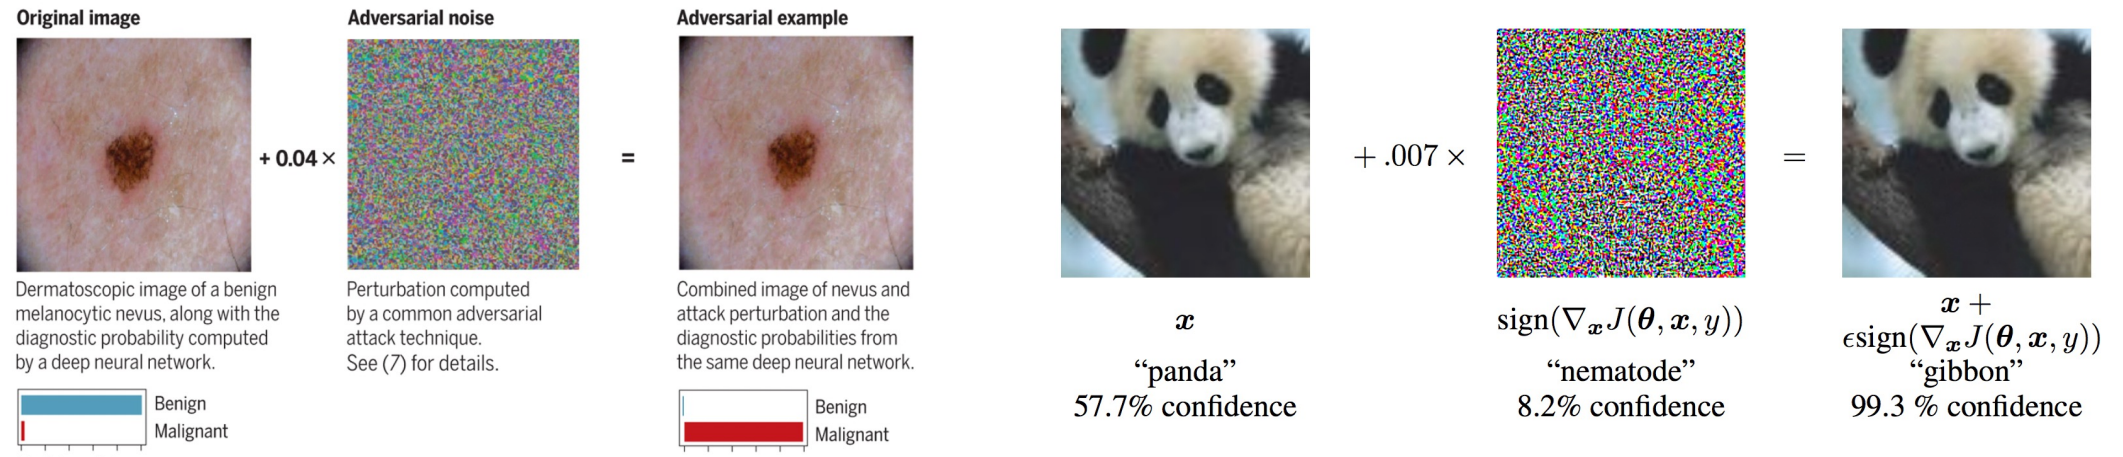 Original image
Adversarial noise
Adversarial example
+ 0.04 ×
=
Dermatoscopic image of a benign
melanocytic nevus, along with the
diagnostic probability computed
by a deep neural network.
Perturbation computed
by a common adversarial
attack technique.
See (7) for details.
Combined image of nevus and
attack perturbation and the
diagnostic probabilities from
the same deep neural network.
Benign
Malignant
Benign
Malignant
+ .007 ×
=
x
“panda”
57.7% confidence
sign(∇ₓJ(θ, x, y))
“nematode”
8.2% confidence
x +
ϵsign(∇ₓJ(θ, x, y))
“gibbon”
99.3 % confidence